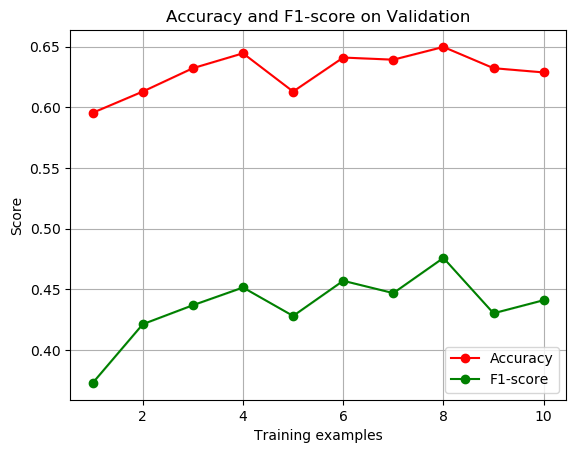 Accuracy and F1-score on Validation
0.65
0.60
0.55
0.50
0.45
0.40
Score
2 4 6 8 10
Training examples
Accuracy
F1-score